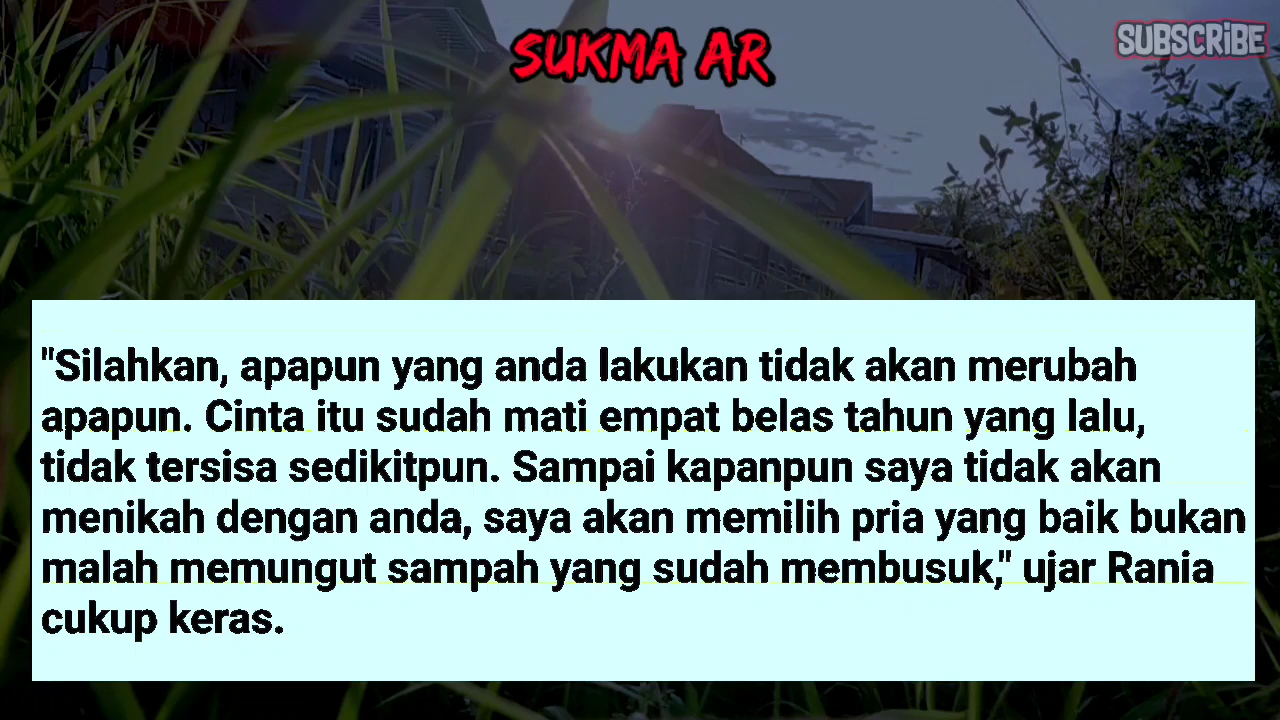 SUKMA AR
SUBSCRiBE
"Silahkan, apapun yang anda lakukan tidak akan merubah
apapun. Cinta itu sudah mati empat belas tahun yang lalu,
tidak tersisa sedikitpun. Sampai kapanpun saya tidak akan
menikah dengan anda, saya akan memilih pria yang baik bukan
malah memungut sampah yang sudah membusuk," ujar Rania
cukup keras.